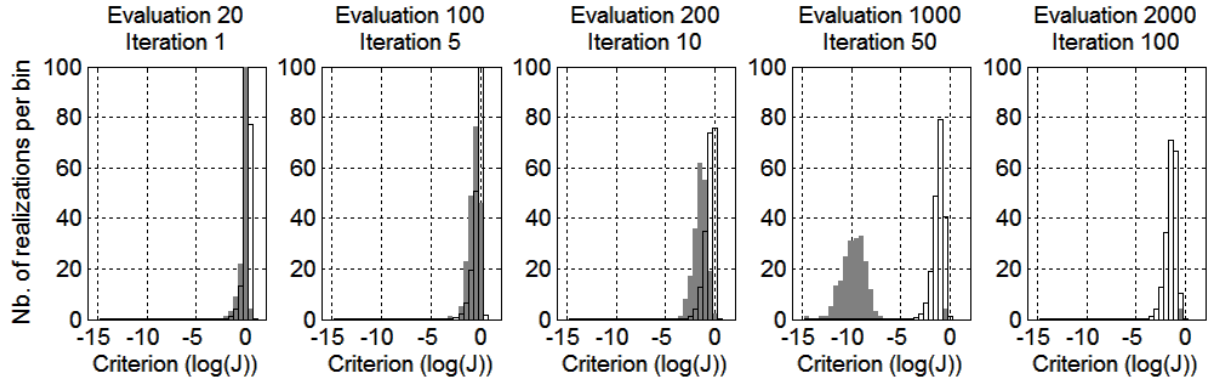 Evaluation 20
Iteration 1
Evaluation 100
Iteration 5
Evaluation 200
Iteration 10
Evaluation 1000
Iteration 50
Evaluation 2000
Iteration 100
Nb. of realizations per bin
100
80
60
40
20
0
-15 -10 -5 0
Criterion (log(J))
100
80
60
40
20
0
-15 -10 -5 0
Criterion (log(J))
100
80
60
40
20
0
-15 -10 -5 0
Criterion (log(J))
100
80
60
40
20
0
-15 -10 -5 0
Criterion (log(J))
100
80
60
40
20
0
-15 -10 -5 0
Criterion (log(J))